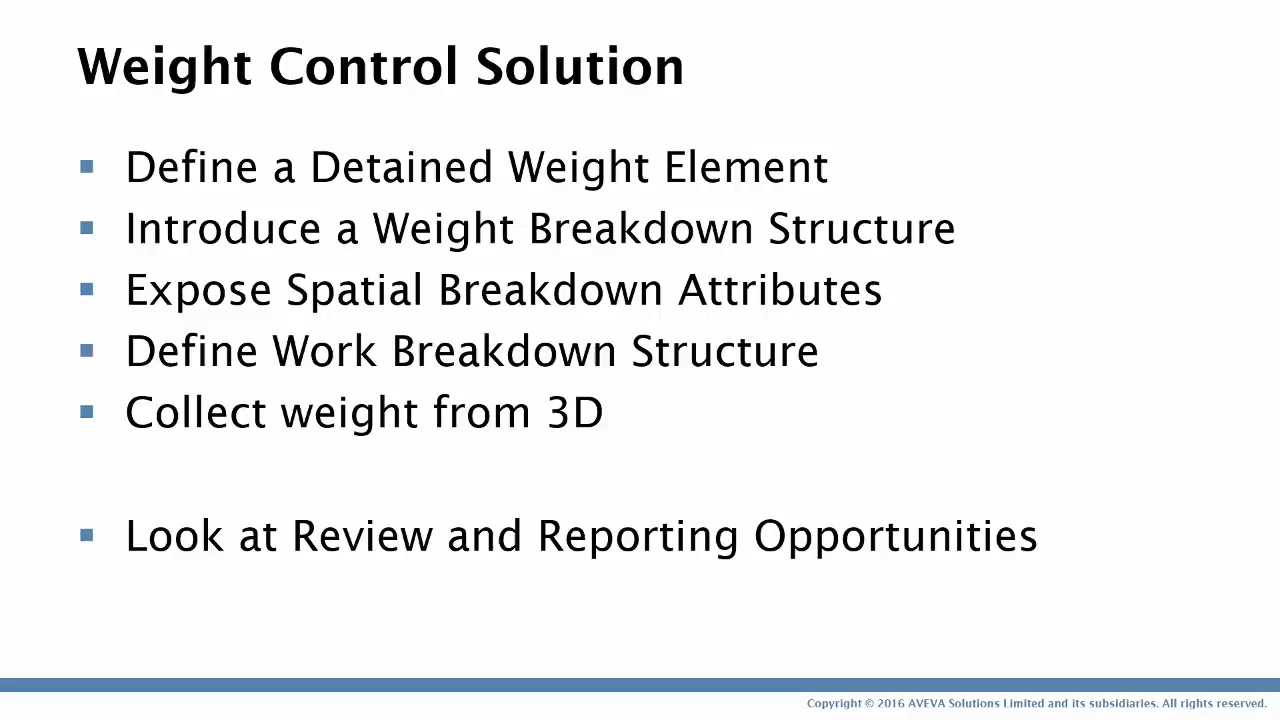 Weight Control Solution
Define a Detained Weight Element
Introduce a Weight Breakdown Structure
Expose Spatial Breakdown Attributes
Define Work Breakdown Structure
Collect weight from 3D
Look at Review and Reporting Opportunities
Copyright © 2016 AVEVA Solutions Limited and its subsidiaries. All rights reserved.